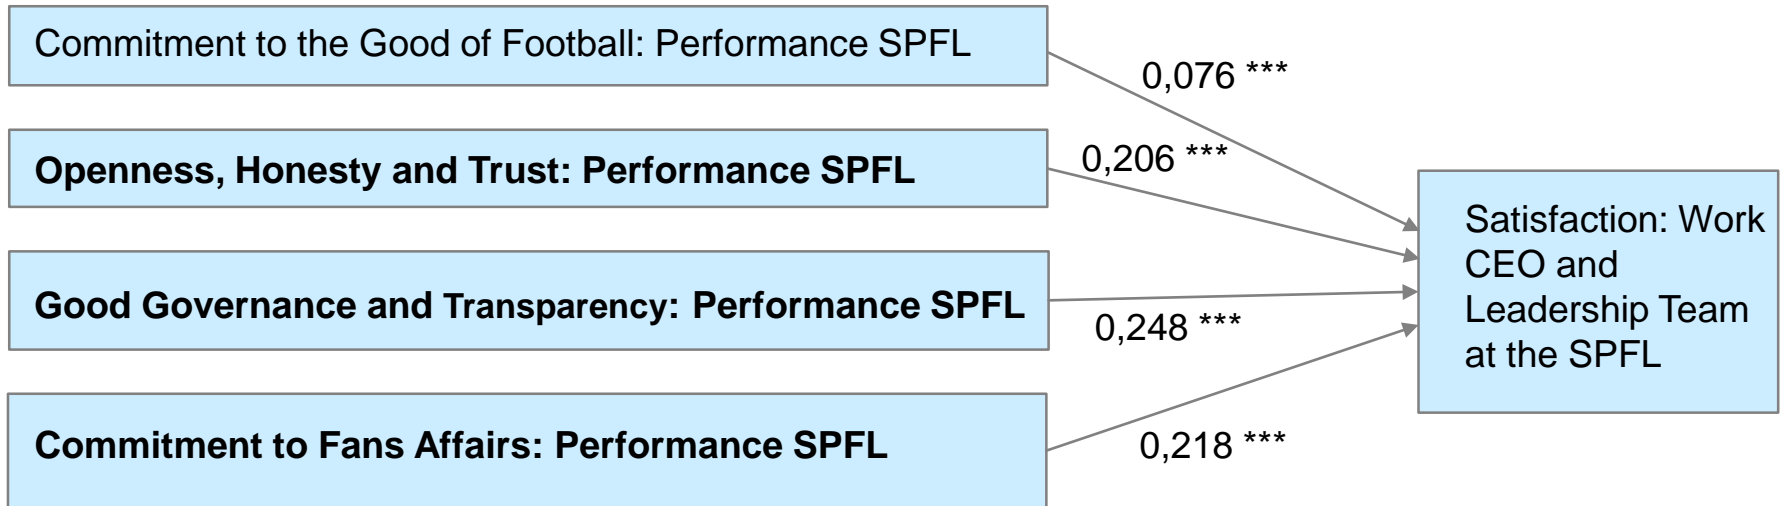 Commitment to the Good of Football: Performance SPFL
0,076 ***
Openness, Honesty and Trust: Performance SPFL
0,206 ***
Good Governance and Transparency: Performance SPFL
0,248 ***
Commitment to Fans Affairs: Performance SPFL
0,218 ***
Satisfaction: Work
CEO and
Leadership Team
at the SPFL